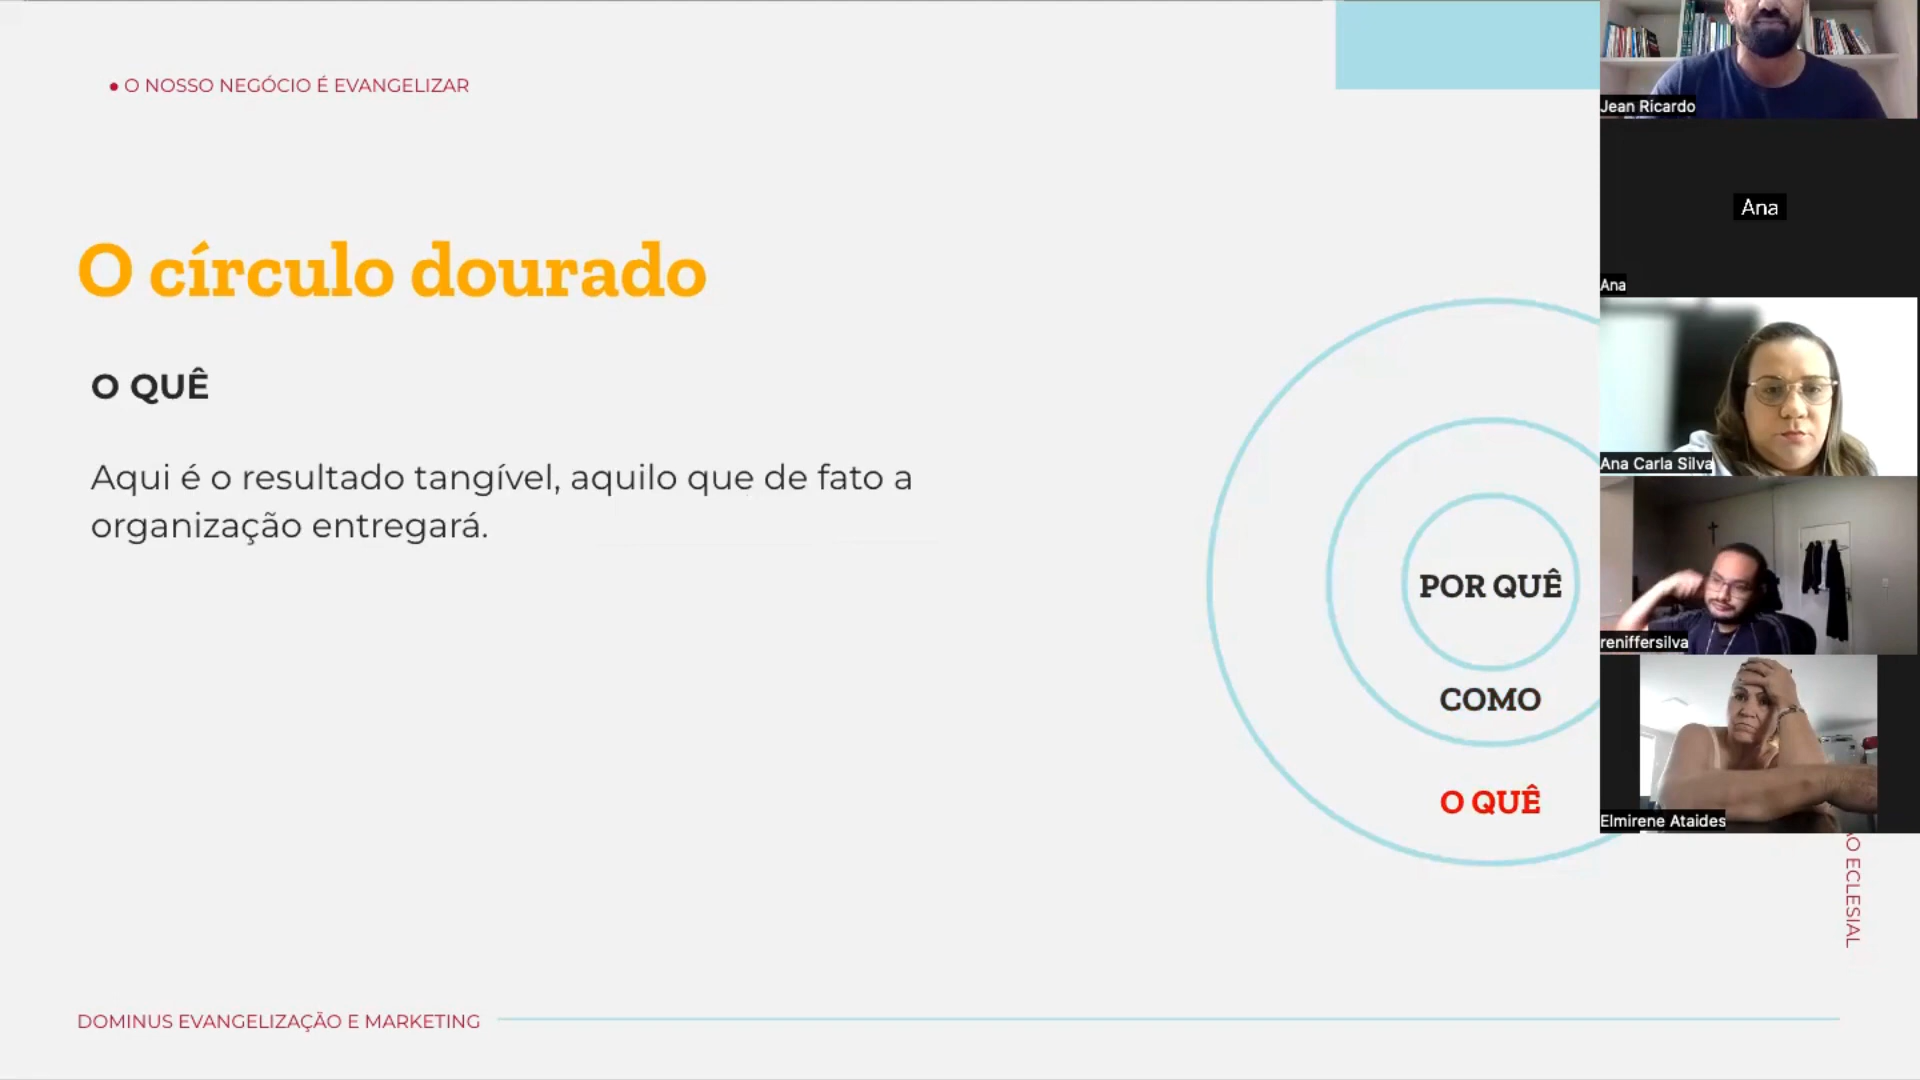 • O NOSSO NEGÓCIO É EVANGELIZAR
O círculo dourado
O QUÊ
Aqui é o resultado tangível, aquilo que de fato a
organização entregará.
POR QUÊ
COMO
O QUÊ
Jean Ricardo
Ana
Ana
Ana Carla Silva
reniffersilva
Elmirene Ataides
ECLESIAL
DOMINUS EVANGELIZAÇÃO E MARKETING